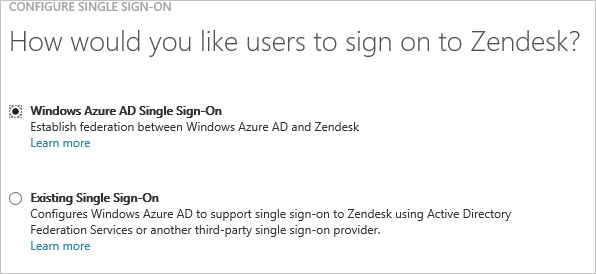 CONFIGURE SINGLE SIGN-ON
How would you like users to sign on to Zendesk?
Windows Azure AD Single Sign-On
Establish federation between Windows Azure AD and Zendesk
Learn more
Existing Single Sign-On
Configures Windows Azure AD to support single sign-on to Zendesk using Active Directory
Federation Services or another third-party single sign-on provider.
Learn more